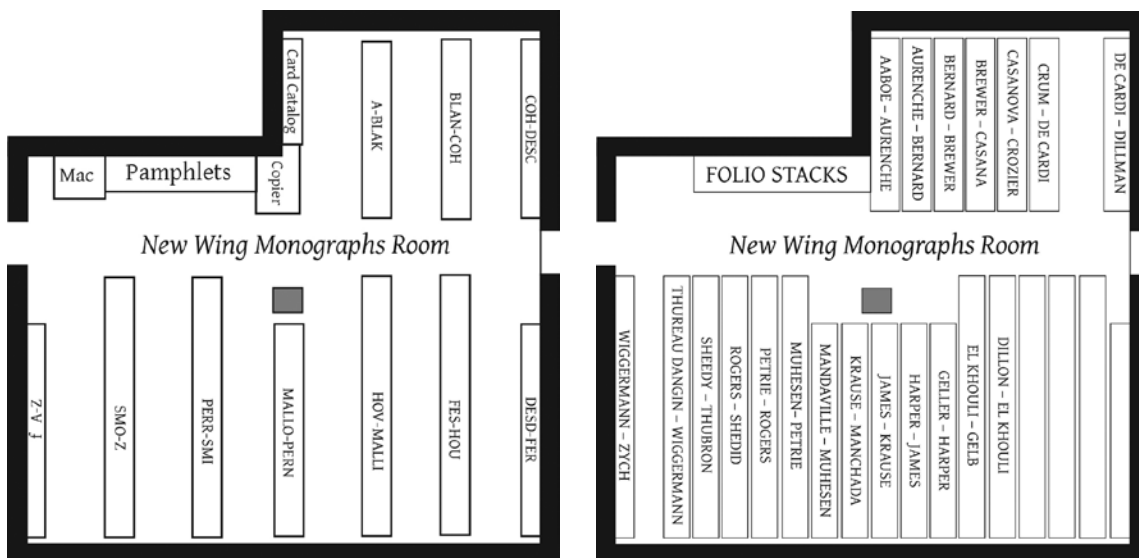 Card Catalog
A-BLAK
BLAN-COH
COH-DESC
Mac
Pamphlets
Copier
New Wing Monographs Room
SMO-Z
PERR-SMI
MALLO-PERN
HOV-MALLI
FES-HOU
DESD-FER
AABOE – AURENCHE
AURENCHE – BERNARD
BERNARD – BREWER
BREWER – CASANA
CASANOVA – CROZIER
CRUM – DE CARDI
DE CARDI – DILLMAN
FOLIO STACKS
New Wing Monographs Room
WIGGERMANN – ZYCH
THUREAU DANGIN – WIGGERMANN
SHEEDY – THUBRON
ROGERS – SHEDID
PETRIE – ROGERS
MUHESEN– PETRIE
MANDAVILLE – MUHESEN
KRAUSE – MANCHADA
JAMES – KRAUSE
HARPER – JAMES
GELLER – HARPER
EL KHOULI – GELB
DILLON – EL KHOULI